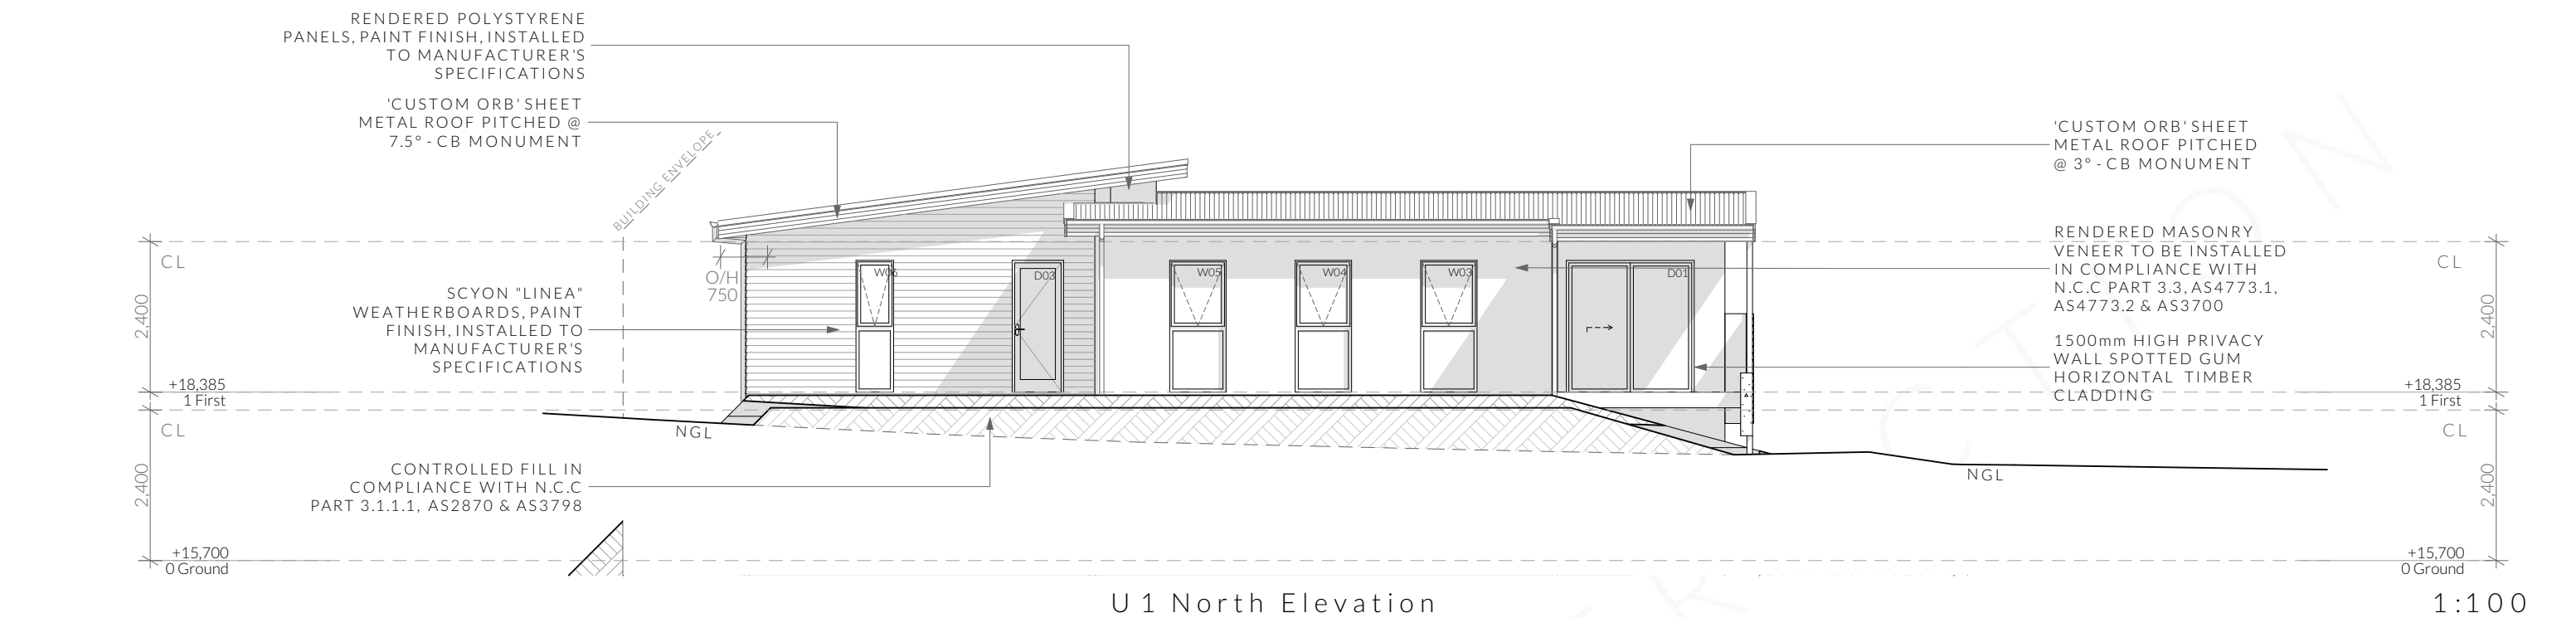 RENDERED POLYSTYRENE
PANELS, PAINT FINISH, INSTALLED
TO MANUFACTURER'S
SPECIFICATIONS
'CUSTOM ORB' SHEET
METAL ROOF PITCHED @
7.5° - CB MONUMENT
BUILDING ENVELOPE
'CUSTOM ORB' SHEET
METAL ROOF PITCHED
@ 3° - CB MONUMENT
CL
O/H
750
W06
D03
W05
W04
W03
D01
RENDERED MASONRY
VENEER TO BE INSTALLED
IN COMPLIANCE WITH
N.C.C PART 3.3, AS4773.1,
AS4773.2 & AS3700
CL
2,400
SCYON "LINEA"
WEATHERBOARDS, PAINT
FINISH, INSTALLED TO
MANUFACTURER'S
SPECIFICATIONS
1500mm HIGH PRIVACY
WALL SPOTTED GUM
HORIZONTAL TIMBER
CLADDING
2,400
+18,385
1 First
+18,385
1 First
CL
NGL
CL
2,400
CONTROLLED FILL IN
COMPLIANCE WITH N.C.C
PART 3.1.1.1, AS2870 & AS3798
NGL
2,400
+15,700
0 Ground
+15,700
0 Ground
U 1 North Elevation
1:100